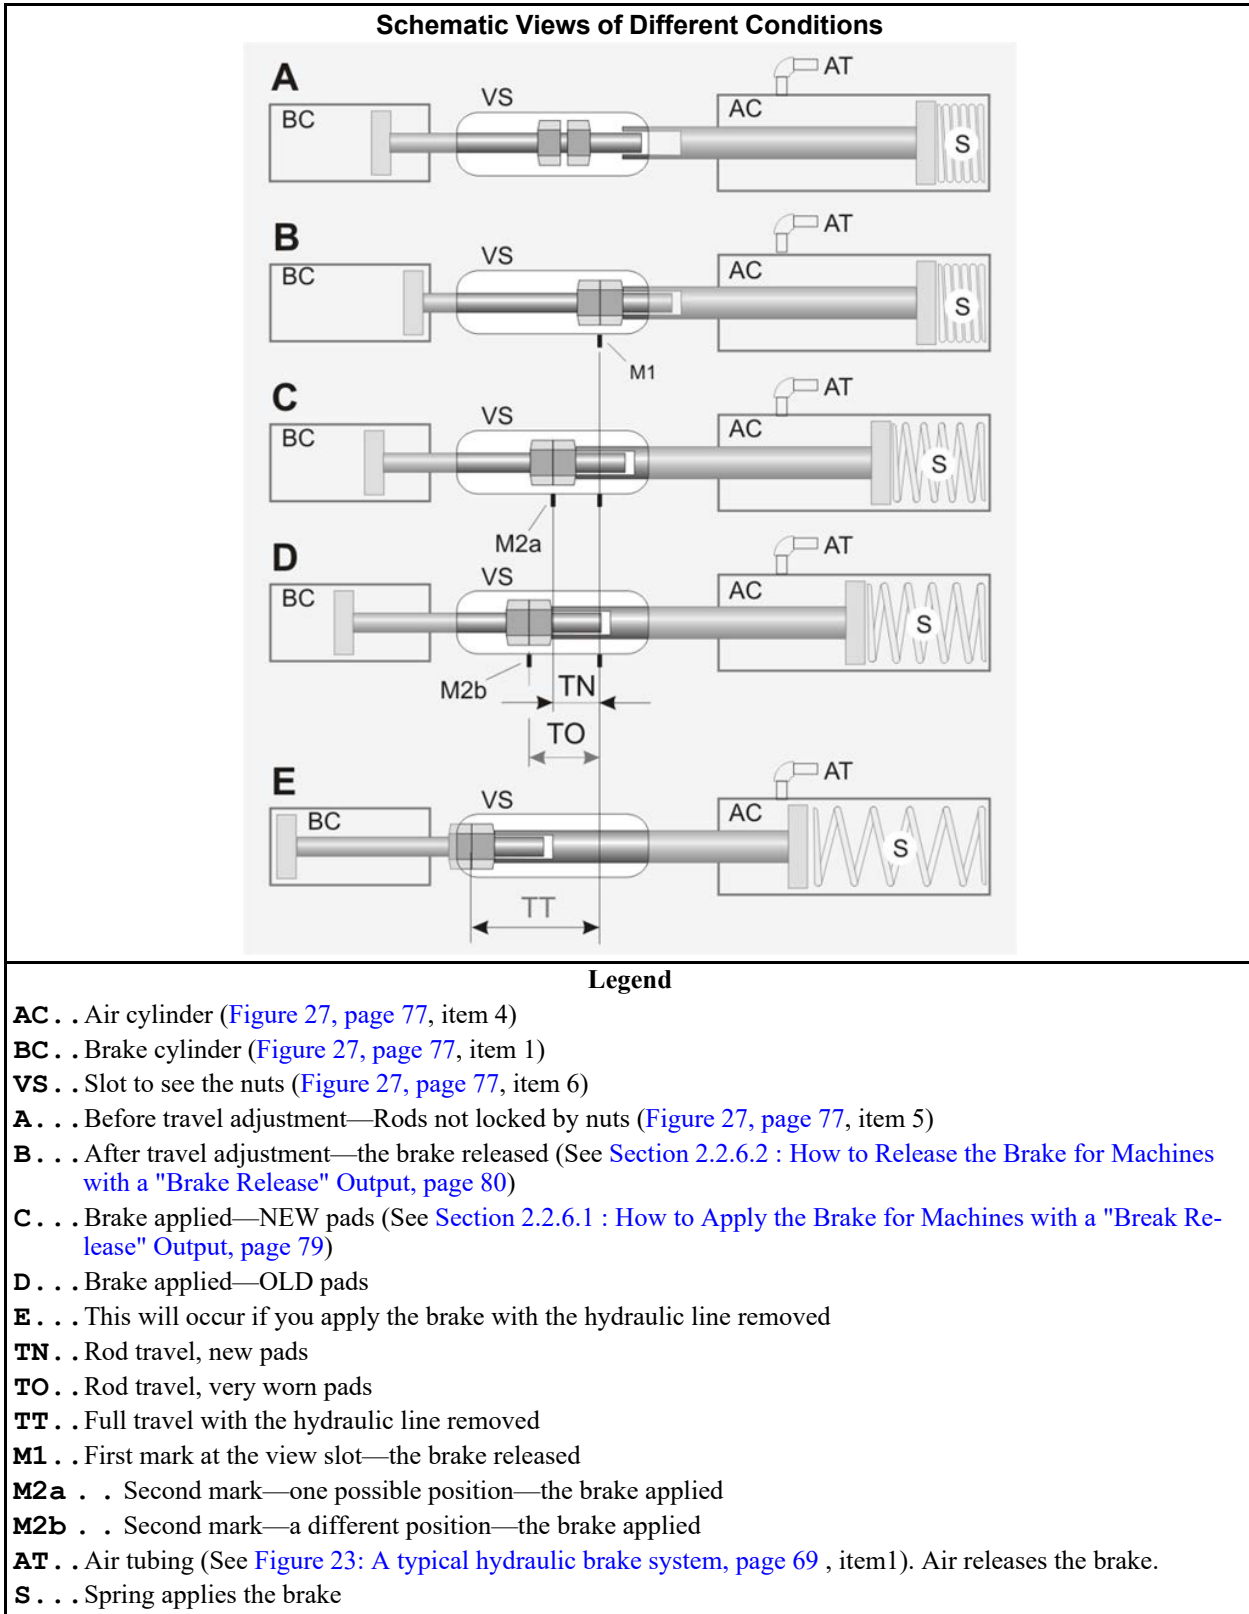 Schematic Views of Different Conditions
A
BC
VS
AC
AT
S
B
BC
VS
AC
AT
S
M1
C
BC
VS
AC
AT
S
M2a
D
BC
VS
AC
AT
S
M2b
TN
TO
E
BC
VS
AC
AT
S
TT
Legend
AC. . Air cylinder (Figure 27, page 77, item 4)
BC. . Brake cylinder (Figure 27, page 77, item 1)
VS. . Slot to see the nuts (Figure 27, page 77, item 6)
A. . . Before travel adjustment—Rods not locked by nuts (Figure 27, page 77, item 5)
B. . . After travel adjustment—the brake released (See Section 2.2.6.2 : How to Release the Brake for Machines
with a "Brake Release" Output, page 80)
C. . . Brake applied—NEW pads (See Section 2.2.6.1 : How to Apply the Brake for Machines with a "Break Re-
lease" Output, page 79)
D. . . Brake applied—OLD pads
E. . . This will occur if you apply the brake with the hydraulic line removed
TN. . Rod travel, new pads
TO. . Rod travel, very worn pads
TT. . Full travel with the hydraulic line removed
M1. . First mark at the view slot—the brake released
M2a . . Second mark—one possible position—the brake applied
M2b . . Second mark—a different position—the brake applied
AT. . Air tubing (See Figure 23: A typical hydraulic brake system, page 69 , item1). Air releases the brake.
S. . . Spring applies the brake